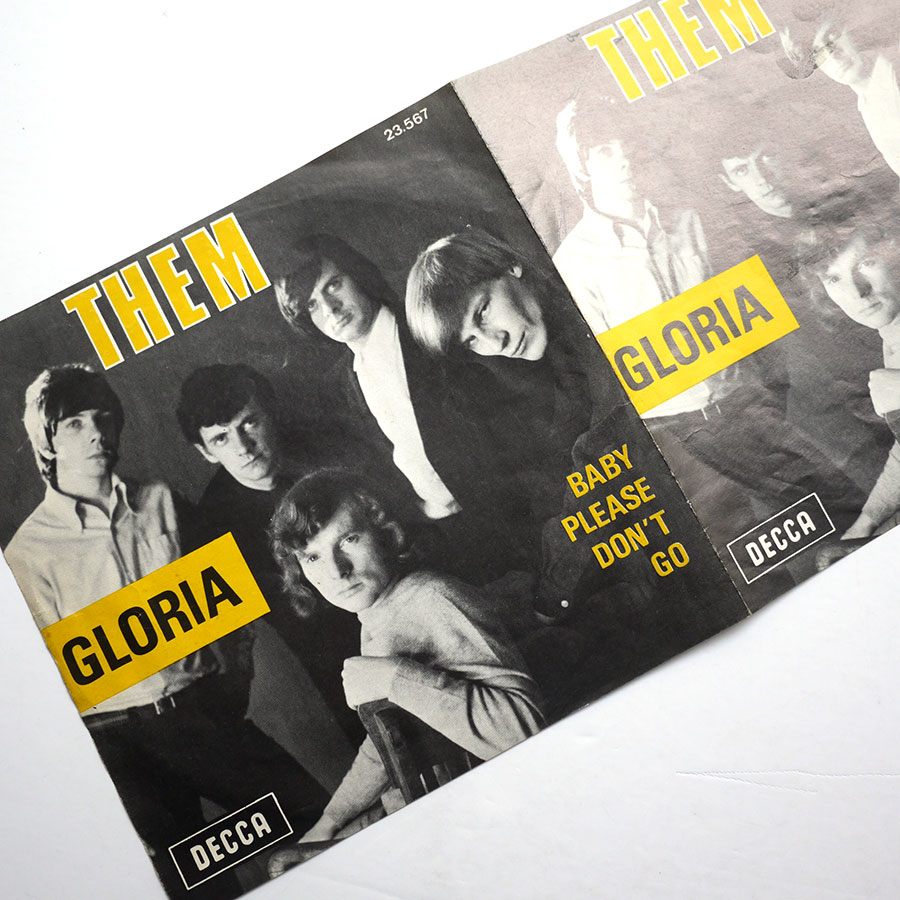 23.567
THEM
GLORIA
BABY
PLEASE
DON'T
GO
DECCA
THEM
GLORIA
DECCA